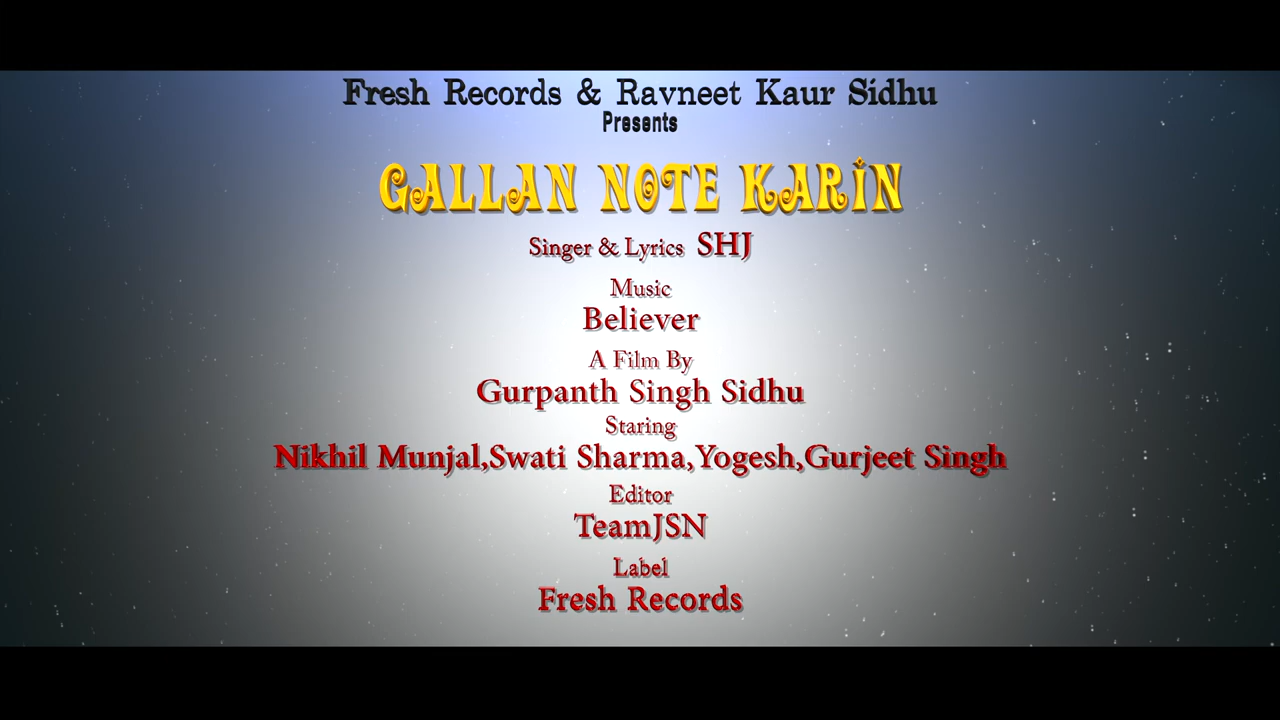 Fresh Records & Ravneet Kaur Sidhu
Presents
GALLAN NOTE KARIN
Singer & Lyrics SHJ
Music
Believer
A Film By
Gurpanth Singh Sidhu
Staring
Nikhil Munjal,Swati Sharma,Yogesh,Gurjeet Singh
Editor
TeamJSN
Label
Fresh Records